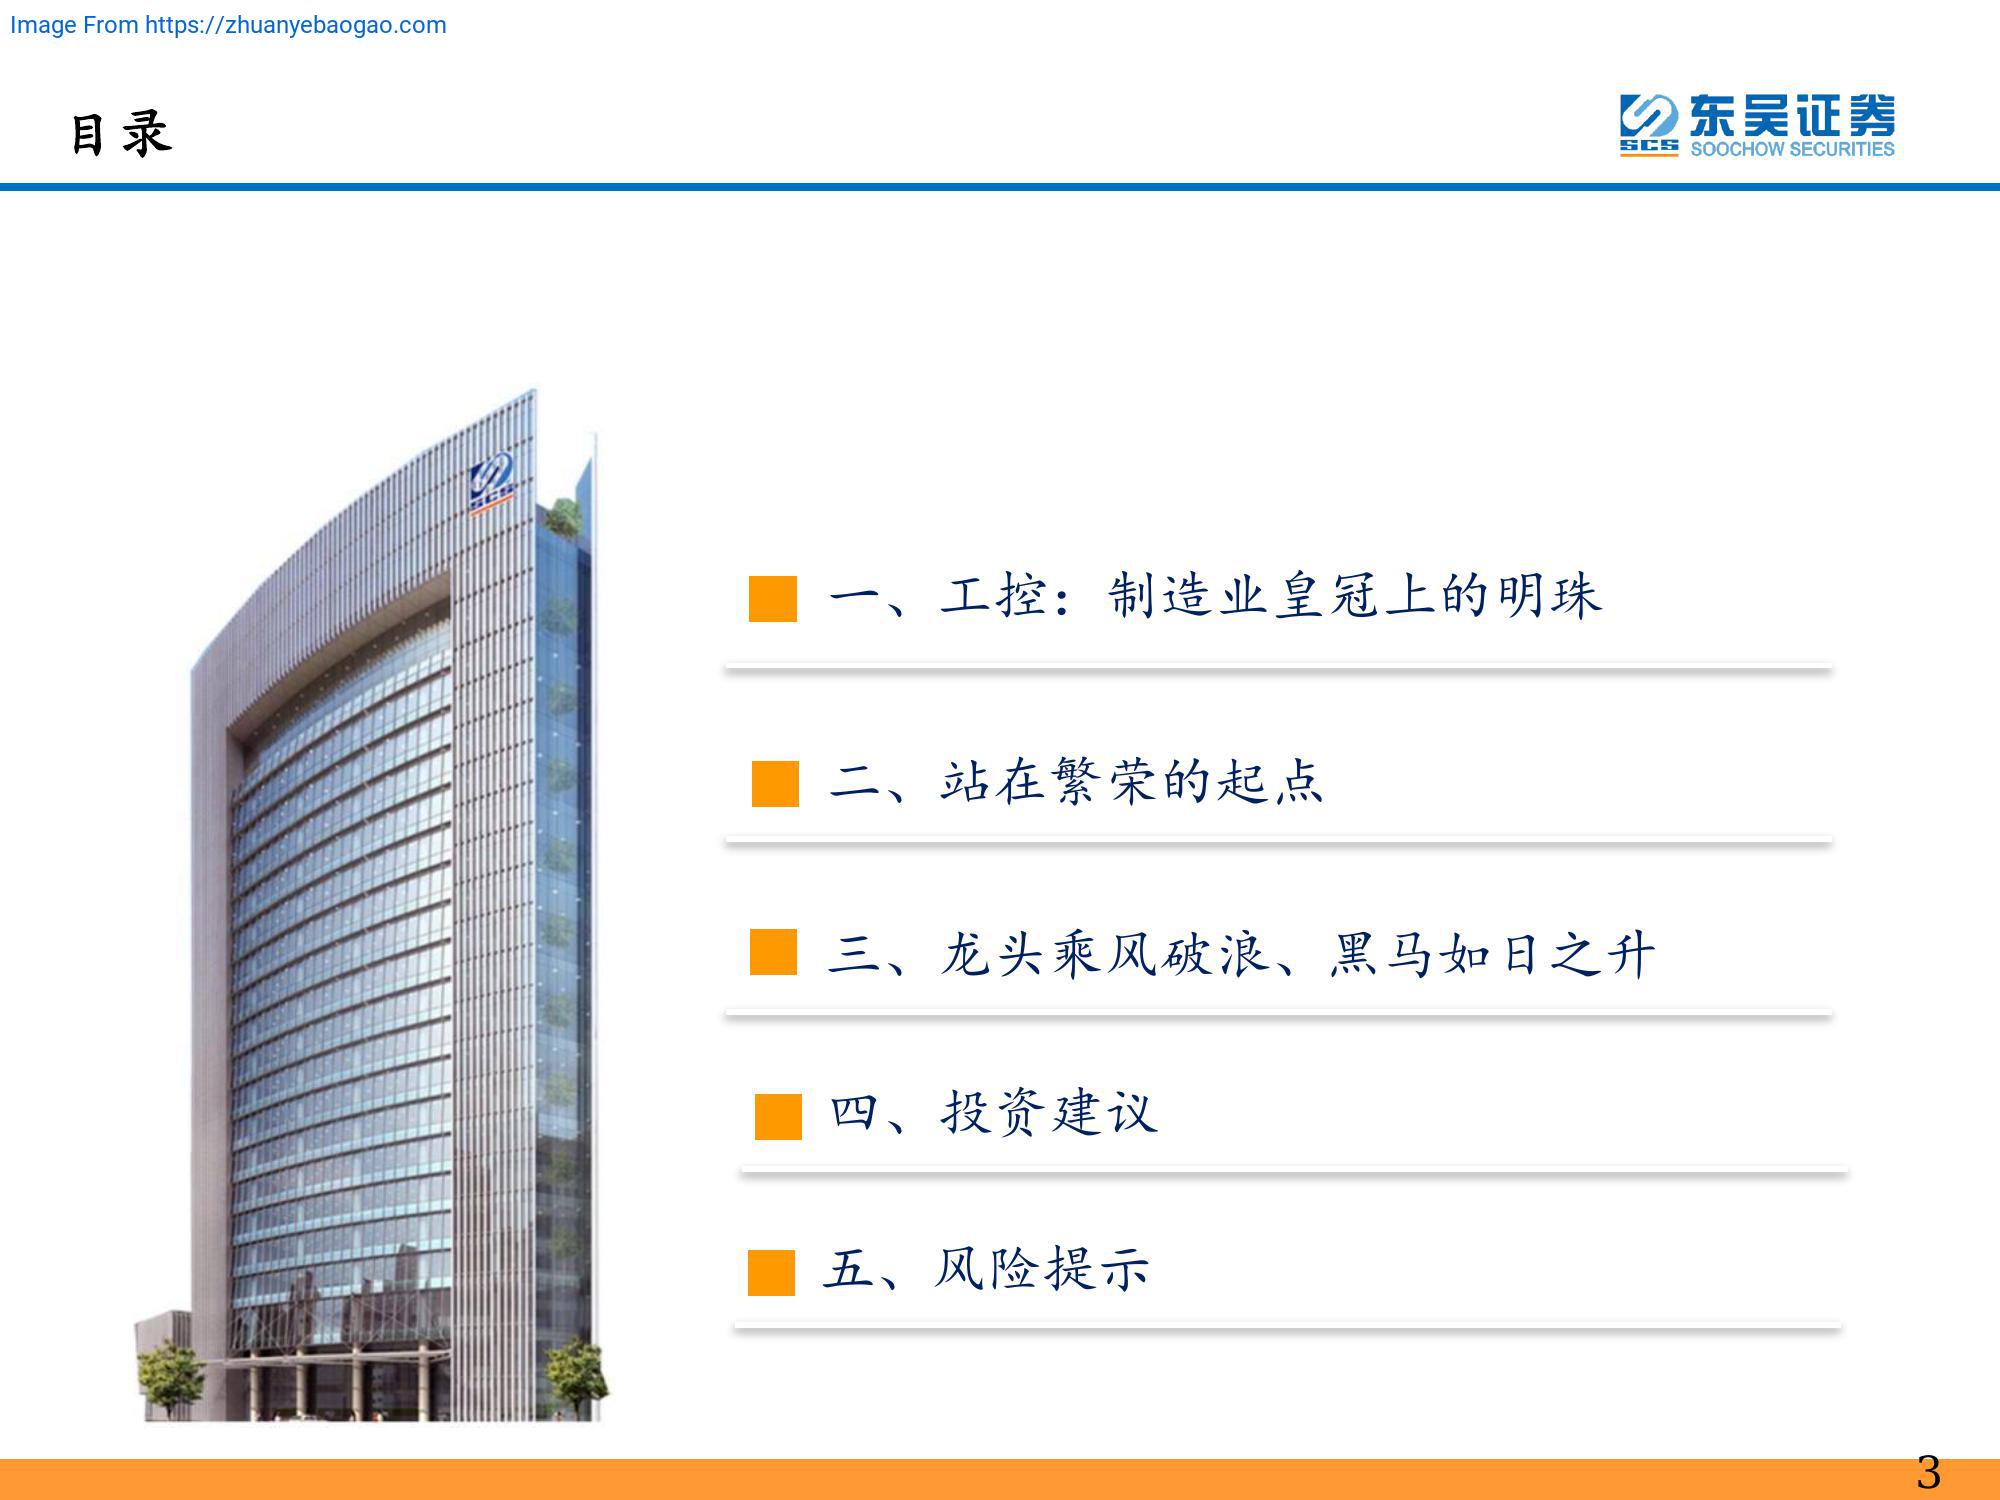 Image From https://zhuanyebaogao.com
目录
东吴证券
SCS
SOOCHOW SECURITIES
SCS
一、工控：制造业皇冠上的明珠
二、站在繁荣的起点
三、龙头乘风破浪、黑马如日之升
四、投资建议
五、风险提示
3